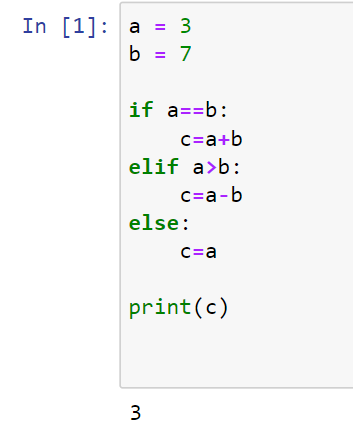 In [1]: a = 3
b = 7
if a==b:
    c=a+b
elif a>b:
    c=a-b
else:
    c=a
print(c)
3